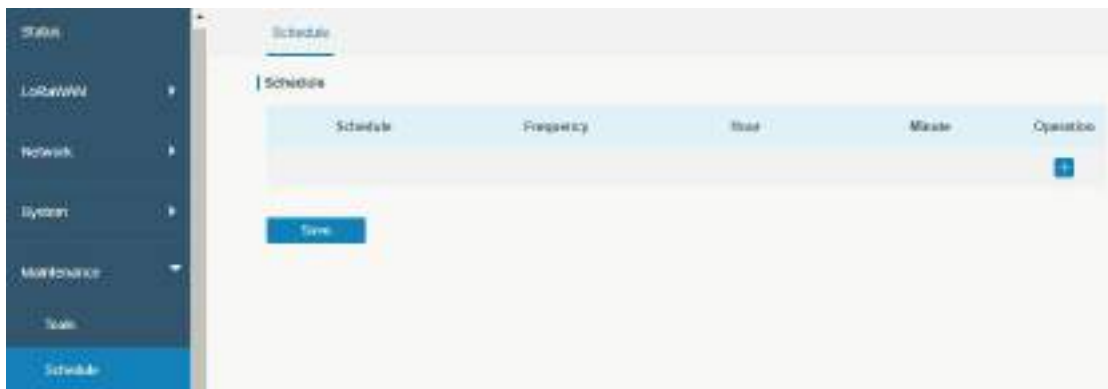 Status
LoRaWAN
Network
System
Maintenance
Tools
Schedule
Schedule
Schedule
Schedule Frequency Hour Minute Operation
+
Save